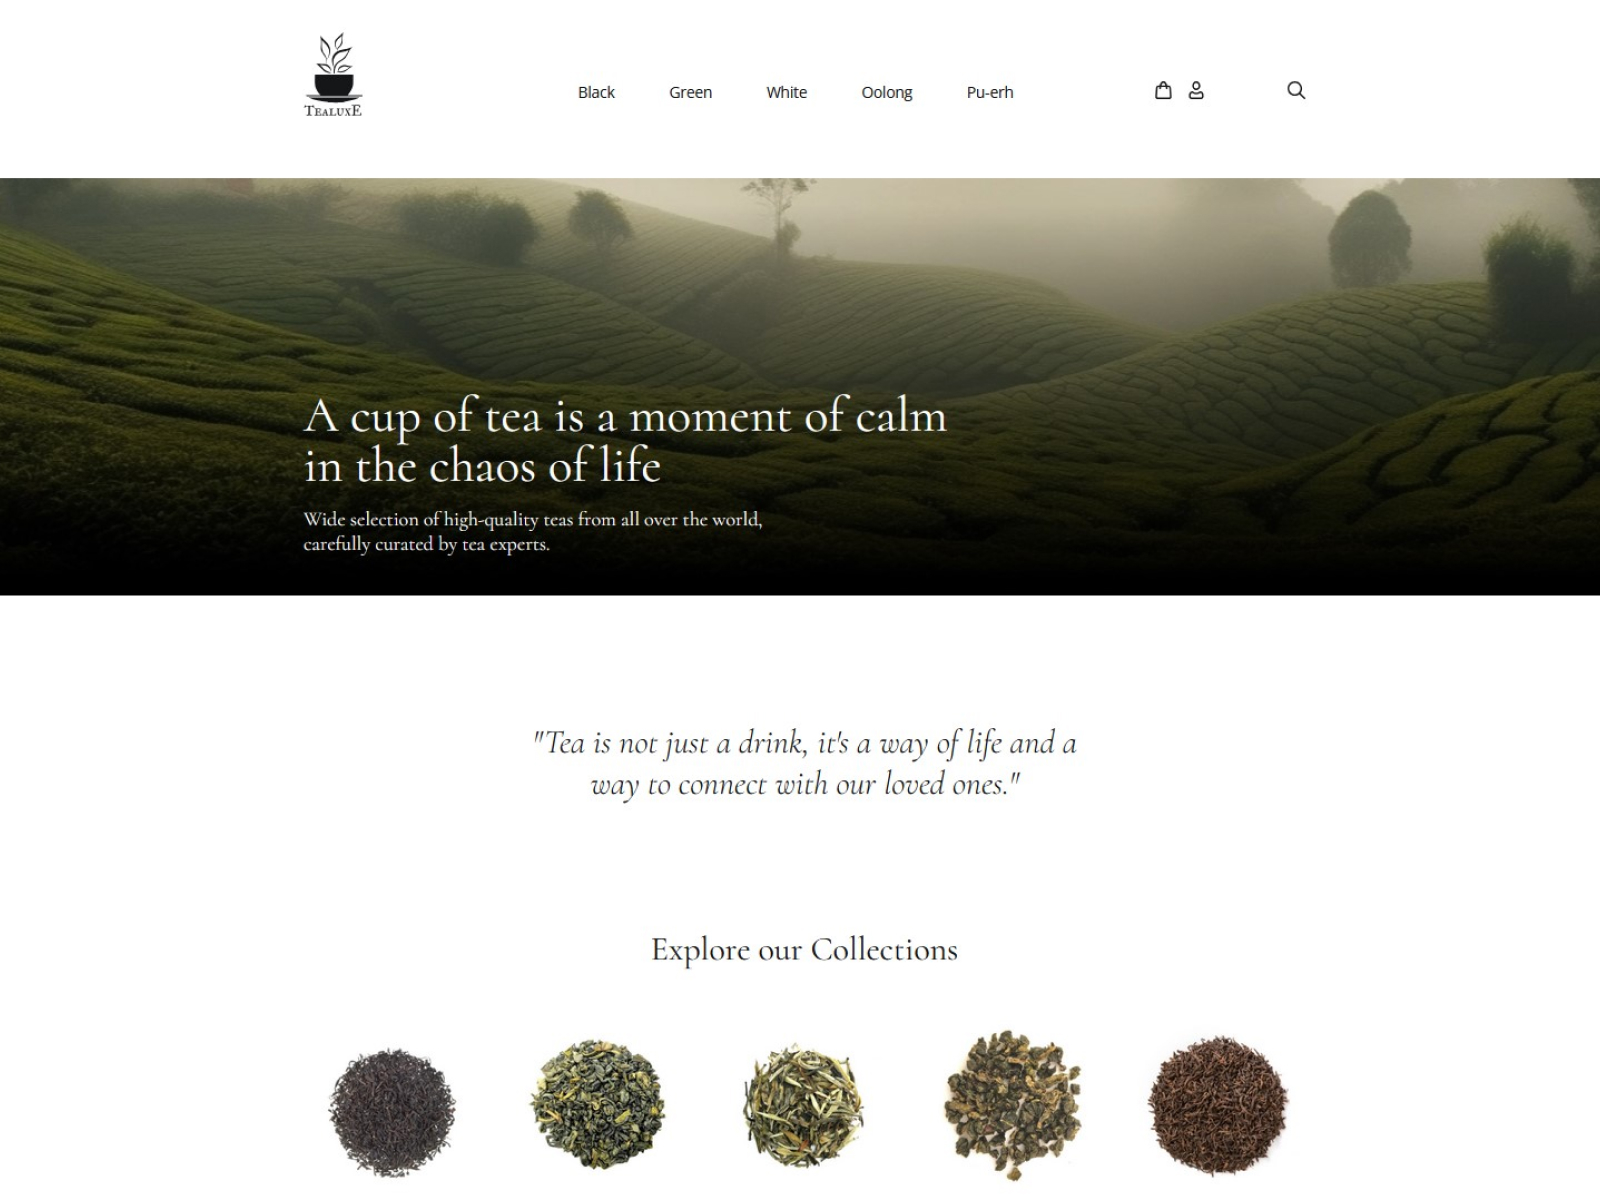 TEALUXE
Black Green White Oolong Pu-erh
A cup of tea is a moment of calm
in the chaos of life
Wide selection of high-quality teas from all over the world,
carefully curated by tea experts.
"Tea is not just a drink, it's a way of life and a
way to connect with our loved ones."
Explore our Collections